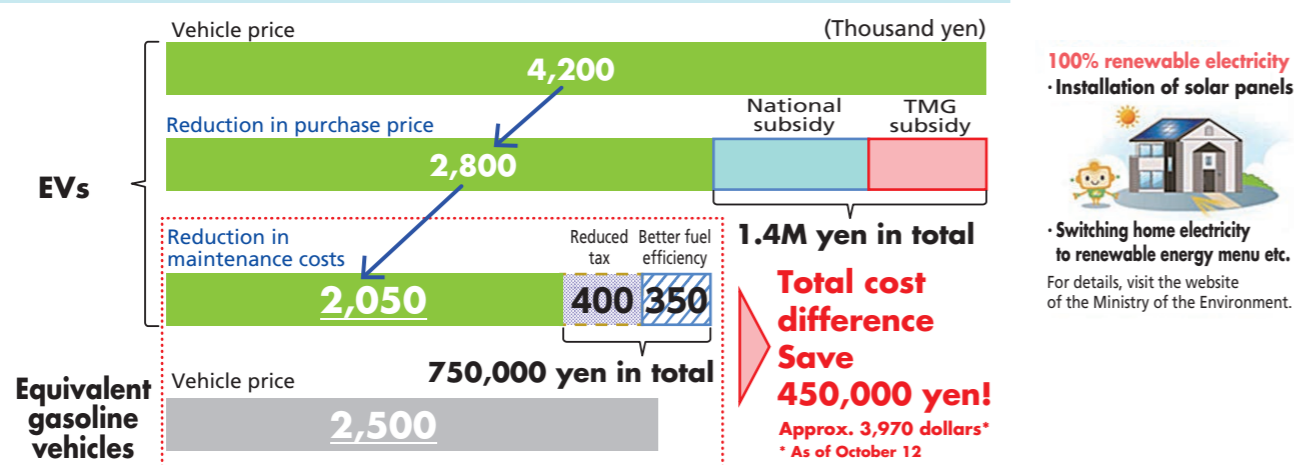 Vehicle price
(Thousand yen)
4,200
Reduction in purchase price
National
subsidy
TMG
subsidy
2,800
EVs
1.4M yen in total
Reduction in
maintenance costs
Reduced
tax
Better fuel
efficiency
2,050
400
350
750,000 yen in total
Total cost
difference
Save
450,000 yen!
Approx. 3,970 dollars*
* As of October 12
Equivalent
gasoline
vehicles
Vehicle price
2,500
100% renewable electricity
· Installation of solar panels
· Switching home electricity
to renewable energy menu etc.
For details, visit the website
of the Ministry of the Environment.